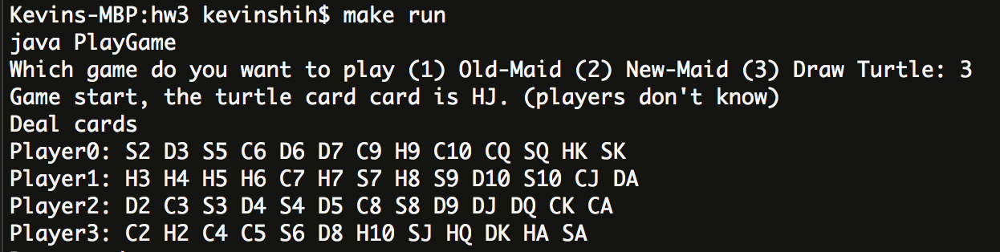 Kevins-MBP:hw3 kevinshih$ make run
java PlayGame
Which game do you want to play (1) Old-Maid (2) New-Maid (3) Draw Turtle: 3
Game start, the turtle card card is HJ. (players don't know)
Deal cards
Player0: S2 D3 S5 C6 D6 D7 C9 H9 C10 CQ SQ HK SK
Player1: H3 H4 H5 H6 C7 H7 S7 H8 S9 D10 S10 CJ DA
Player2: D2 C3 S3 D4 S4 D5 C8 S8 D9 DJ DQ CK CA
Player3: C2 H2 C4 C5 S6 D8 H10 SJ HQ DK HA SA